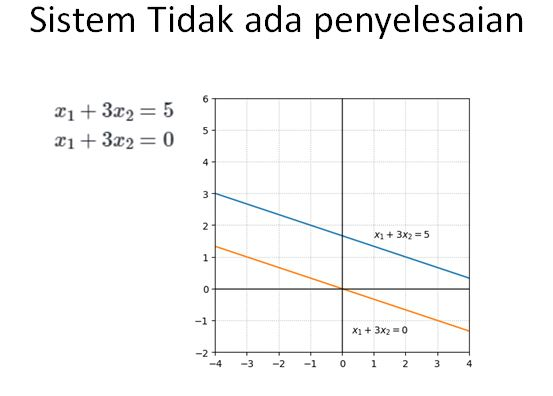 Sistem Tidak ada penyelesaian
x₁ + 3x₂ = 5
x₁ + 3x₂ = 0
6
5
4
3
2
x₁ + 3x₂ = 5
1
0
−1
x₁ + 3x₂ = 0
−2
−4 −3 −2 −1 0 1 2 3 4